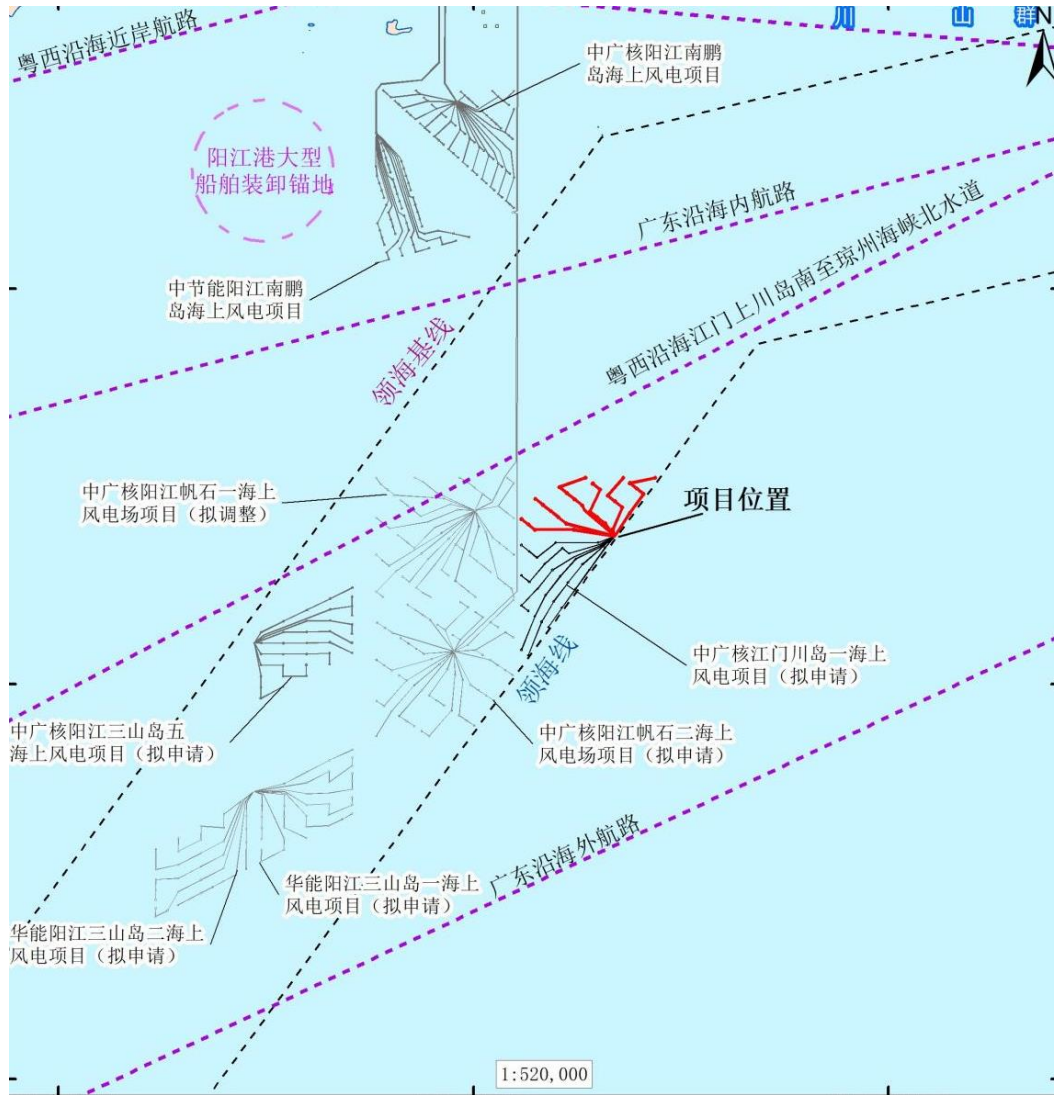 川 山 群
N
粤西沿海近岸航路
中广核阳江南鹏
岛海上风电项目
阳江港大型
船舶装卸锚地
广东沿海内航路
粤西沿海江门上川岛南至琼州海峡北水道
中节能阳江南鹏
岛海上风电项目
领海基线
中广核阳江帆石一海上
风电场项目（拟调整）
项目位置
中广核江门川岛一海上
风电项目（拟申请）
领海线
中广核阳江三山岛五
海上风电项目（拟申请）
中广核阳江帆石二海上
风电场项目（拟申请）
广东沿海外航路
华能阳江三山岛一海上
风电项目（拟申请）
华能阳江三山岛二海上
风电项目（拟申请）
1:520,000